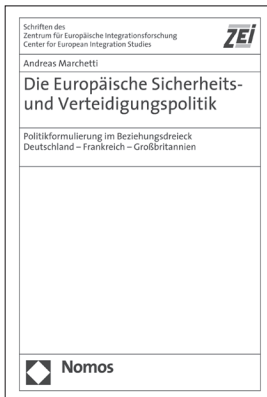 Schriften des
Zentrum für Europäische Integrationsforschung
Center for European Integration Studies
ZEI
Andreas Marchetti
Die Europäische Sicherheits-
und Verteidigungspolitik
Politikformulierung im Beziehungsdreieck
Deutschland – Frankreich – Großbritannien
Nomos